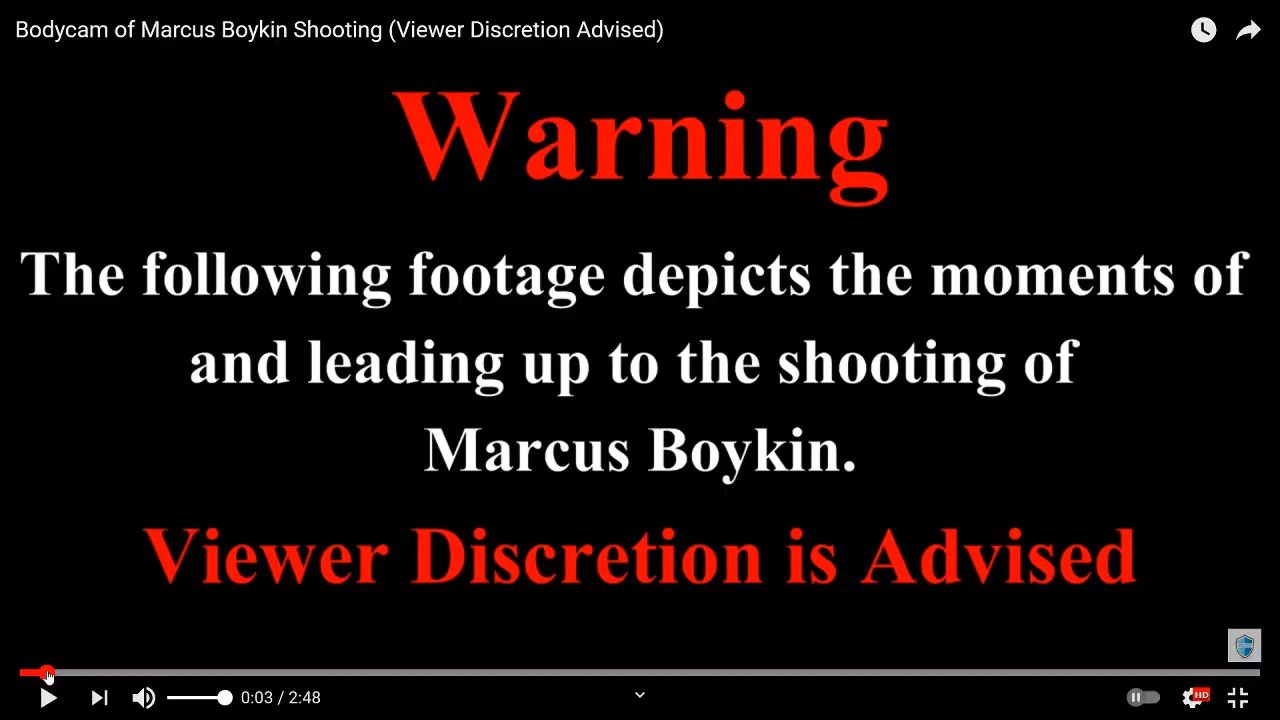 Bodycam of Marcus Boykin Shooting (Viewer Discretion Advised)
Warning
The following footage depicts the moments of
and leading up to the shooting of
Marcus Boykin.
Viewer Discretion is Advised
0:03 / 2:48
HD